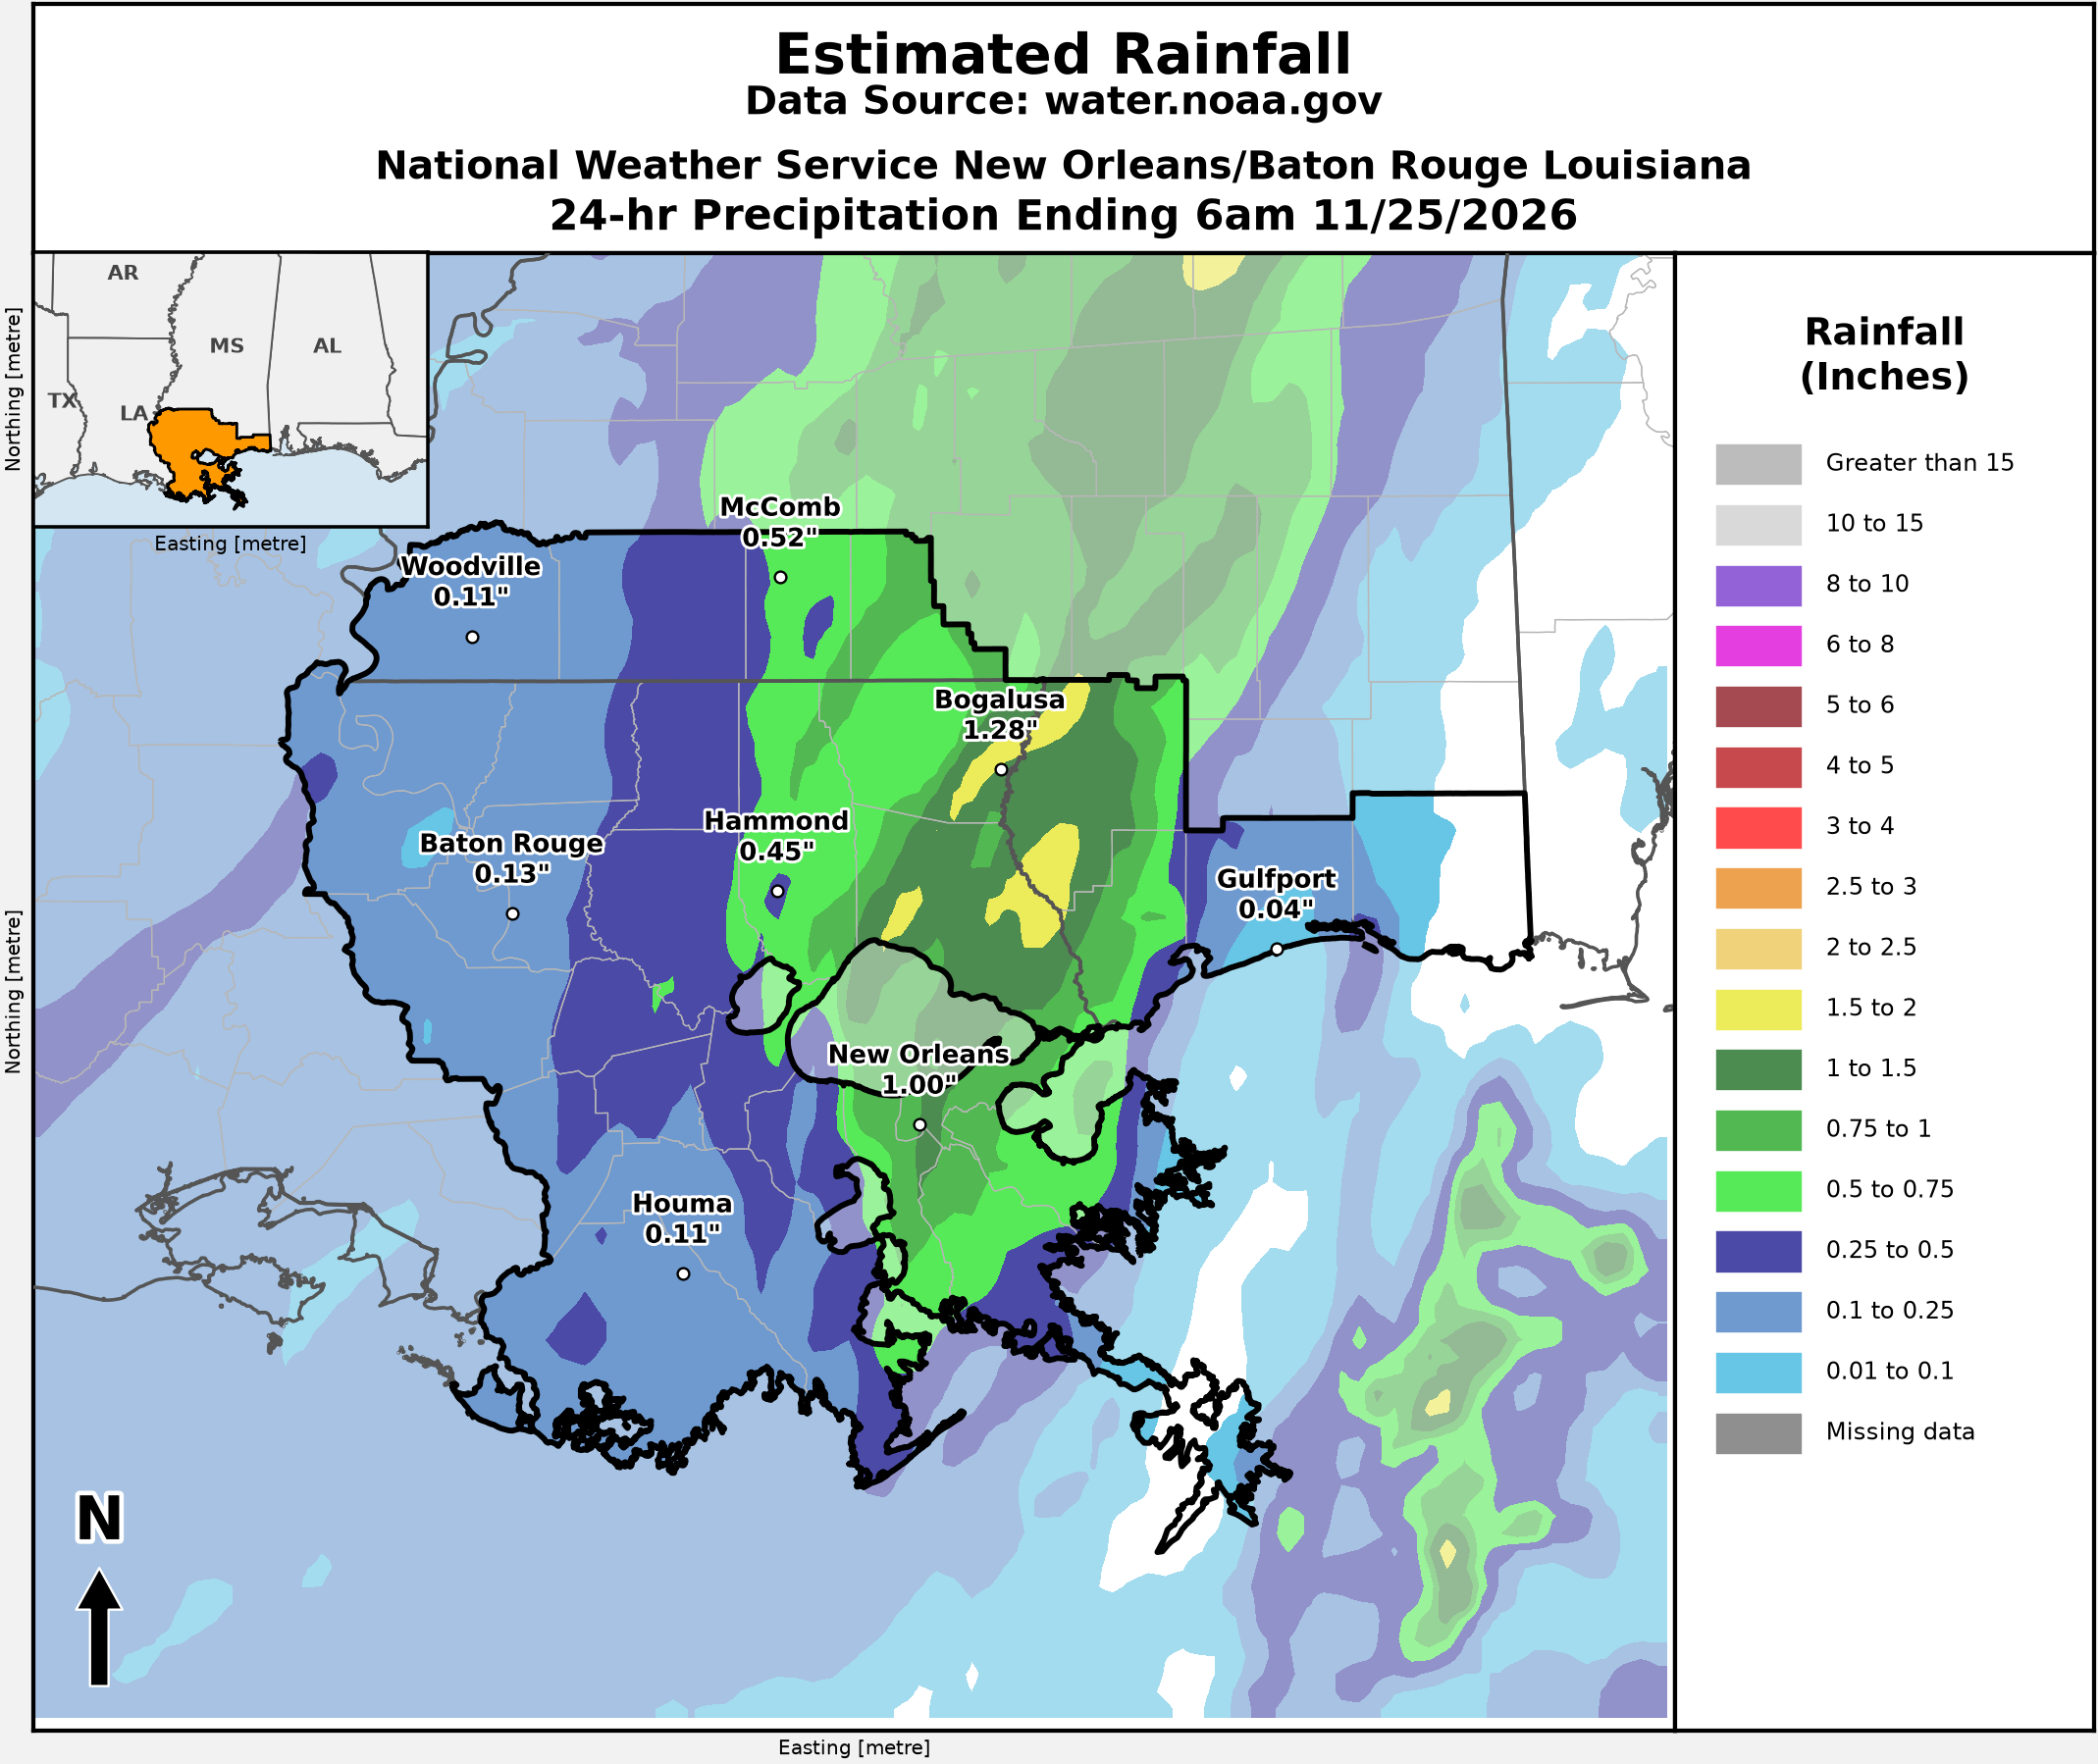 Estimated Rainfall
Data Source: water.noaa.gov
National Weather Service New Orleans/Baton Rouge Louisiana
24-hr Precipitation Ending 6am 11/25/2026
AR
MS
AL
TX
LA
Northing [metre]
Easting [metre]
McComb
0.52"
Woodville
0.11"
Bogalusa
1.28"
Hammond
0.45"
Baton Rouge
0.13"
Gulfport
0.04"
New Orleans
1.00"
Houma
0.11"
N
Northing [metre]
Easting [metre]
Rainfall
(Inches)
Greater than 15
10 to 15
8 to 10
6 to 8
5 to 6
4 to 5
3 to 4
2.5 to 3
2 to 2.5
1.5 to 2
1 to 1.5
0.75 to 1
0.5 to 0.75
0.25 to 0.5
0.1 to 0.25
0.01 to 0.1
Missing data